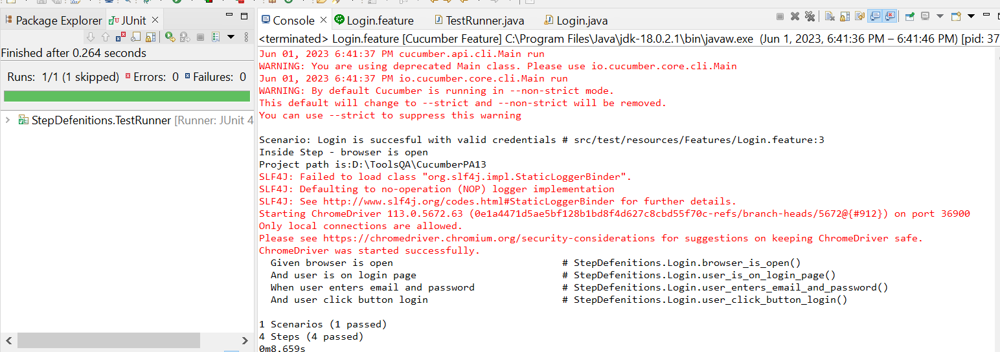 Package Explorer
JUnit
Finished after 0.264 seconds
Runs: 1/1 (1 skipped) Errors: 0 Failures: 0
StepDefenitions.TestRunner [Runner: JUnit 4
Console
Login.feature
TestRunner.java
Login.java
<terminated> Login.feature [Cucumber Feature] C:\Program Files\Java\jdk-18.0.2.1\bin\javaw.exe (Jun 1, 2023, 6:41:36 PM – 6:41:46 PM) [pid: 37
Jun 01, 2023 6:41:37 PM cucumber.api.cli.Main run
WARNING: You are using deprecated Main class. Please use io.cucumber.core.cli.Main
Jun 01, 2023 6:41:37 PM io.cucumber.core.cli.Main run
WARNING: By default Cucumber is running in --non-strict mode.
This default will change to --strict and --non-strict will be removed.
You can use --strict to suppress this warning
Scenario: Login is succesful with valid credentials # src/test/resources/Features/Login.feature:3
Inside Step - browser is open
Project path is:D:\ToolsQA\CucumberPA13
SLF4J: Failed to load class "org.slf4j.impl.StaticLoggerBinder".
SLF4J: Defaulting to no-operation (NOP) logger implementation
SLF4J: See http://www.slf4j.org/codes.html#StaticLoggerBinder for further details.
Starting ChromeDriver 113.0.5672.63 (0e1a4471d5ae5bf128b1bd8f4d627c8cbd55f70c-refs/branch-heads/5672@{#912}) on port 36900
Only local connections are allowed.
Please see https://chromedriver.chromium.org/security-considerations for suggestions on keeping ChromeDriver safe.
ChromeDriver was started successfully.
Given browser is open # StepDefenitions.Login.browser_is_open()
And user is on login page # StepDefenitions.Login.user_is_on_login_page()
When user enters email and password # StepDefenitions.Login.user_enters_email_and_password()
And user click button login # StepDefenitions.Login.user_click_button_login()
1 Scenarios (1 passed)
4 Steps (4 passed)
0m8.659s